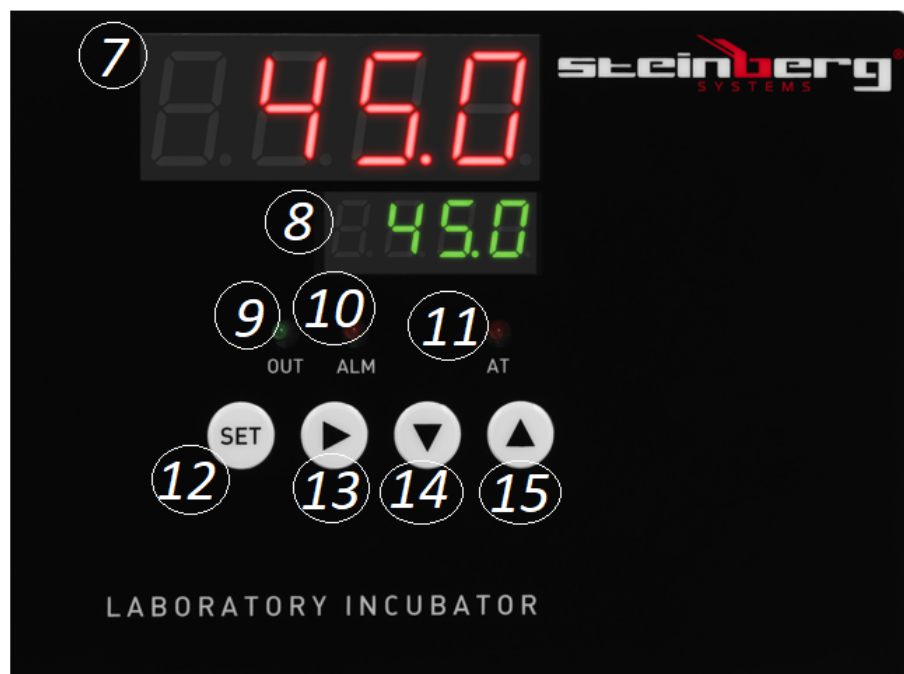 7
45.0
steinberg®
SYSTEMS
8
45.0
9 10 11
OUT ALM AT
SET
12 13 14 15
LABORATORY INCUBATOR